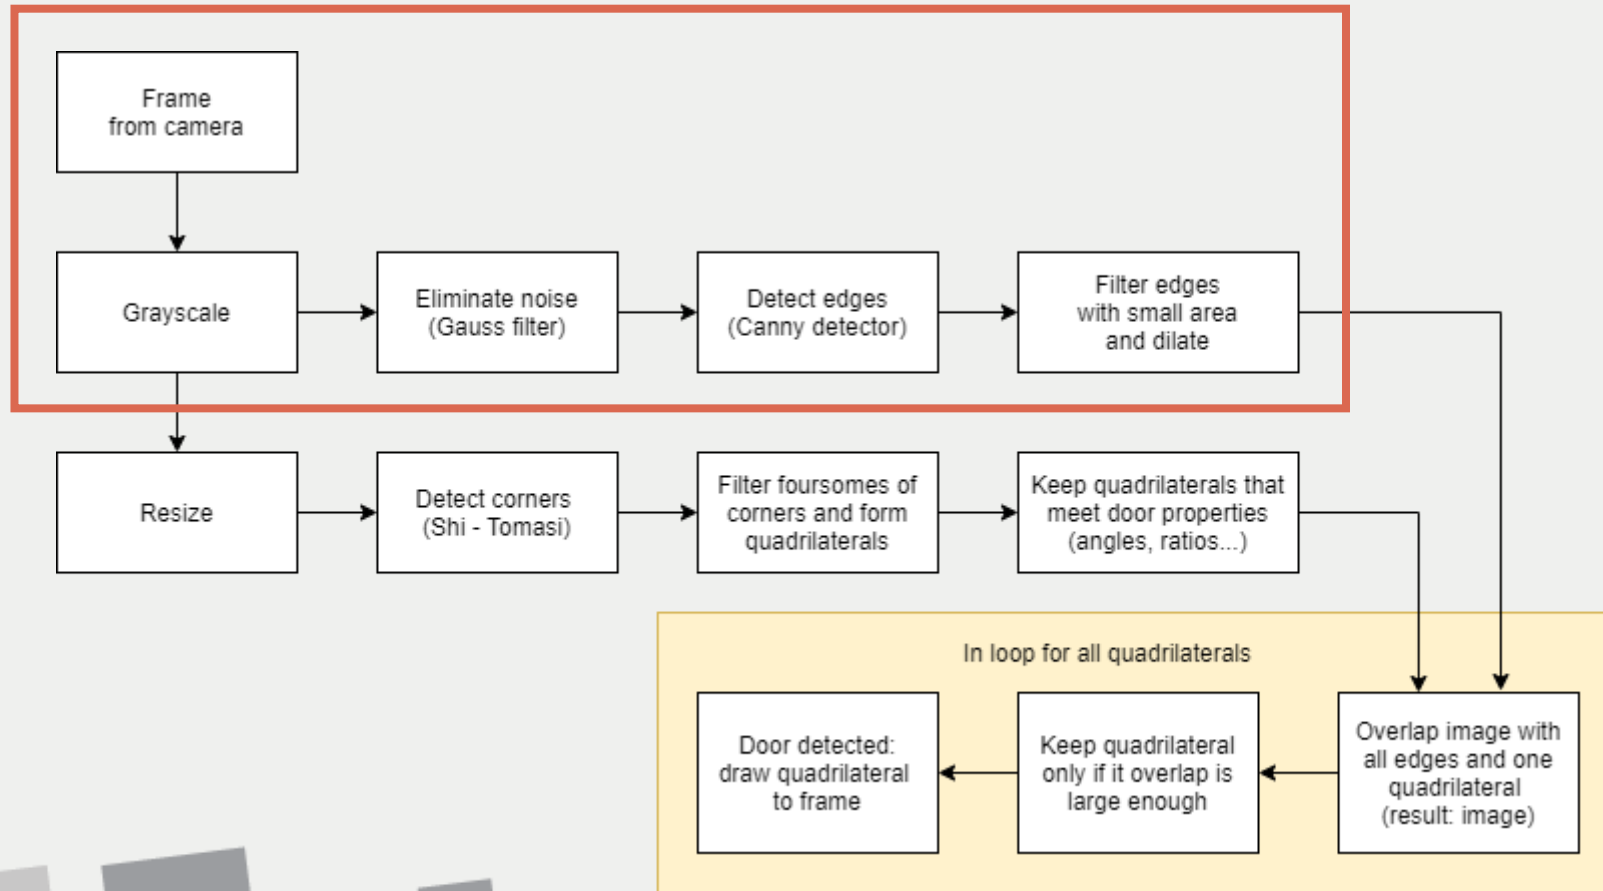 Frame
from camera
Grayscale
Eliminate noise
(Gauss filter)
Detect edges
(Canny detector)
Filter edges
with small area
and dilate
Resize
Detect corners
(Shi - Tomasi)
Filter foursomes of
corners and form
quadrilaterals
Keep quadrilaterals that
meet door properties
(angles, ratios...)
In loop for all quadrilaterals
Door detected:
draw quadrilateral
to frame
Keep quadrilateral
only if it overlap is
large enough
Overlap image with
all edges and one
quadrilateral
(result: image)